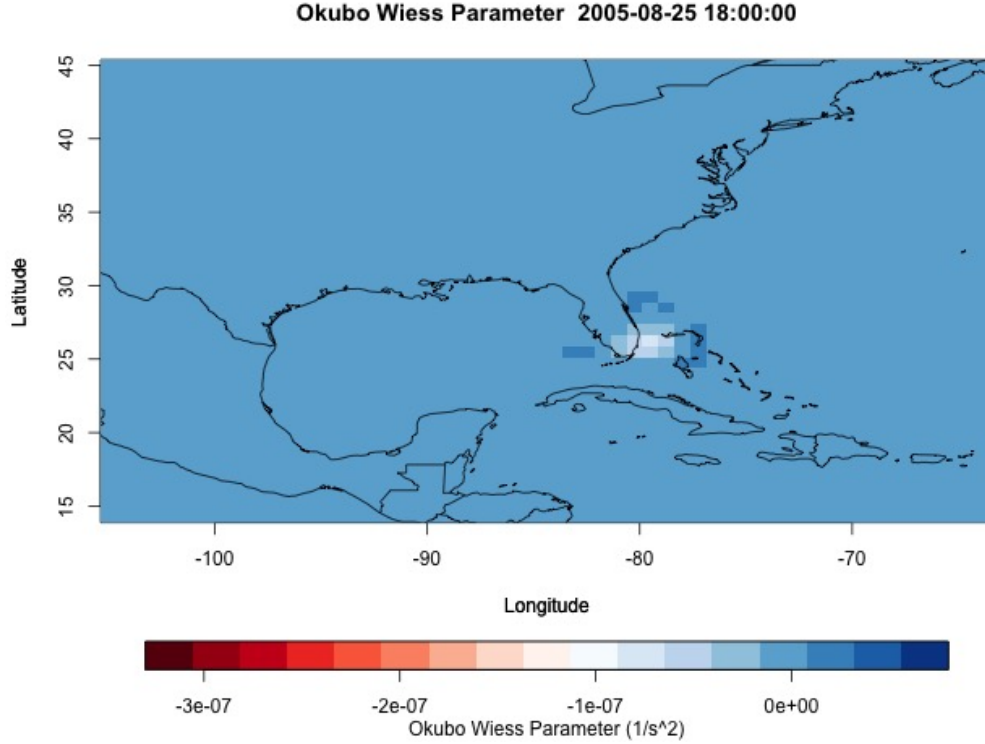 Okubo Wiess Parameter 2005-08-25 18:00:00
45
40
35
30
25
20
15
Latitude
-100 -90 -80 -70
Longitude
-3e-07 -2e-07 -1e-07 0e+00
Okubo Wiess Parameter (1/s^2)